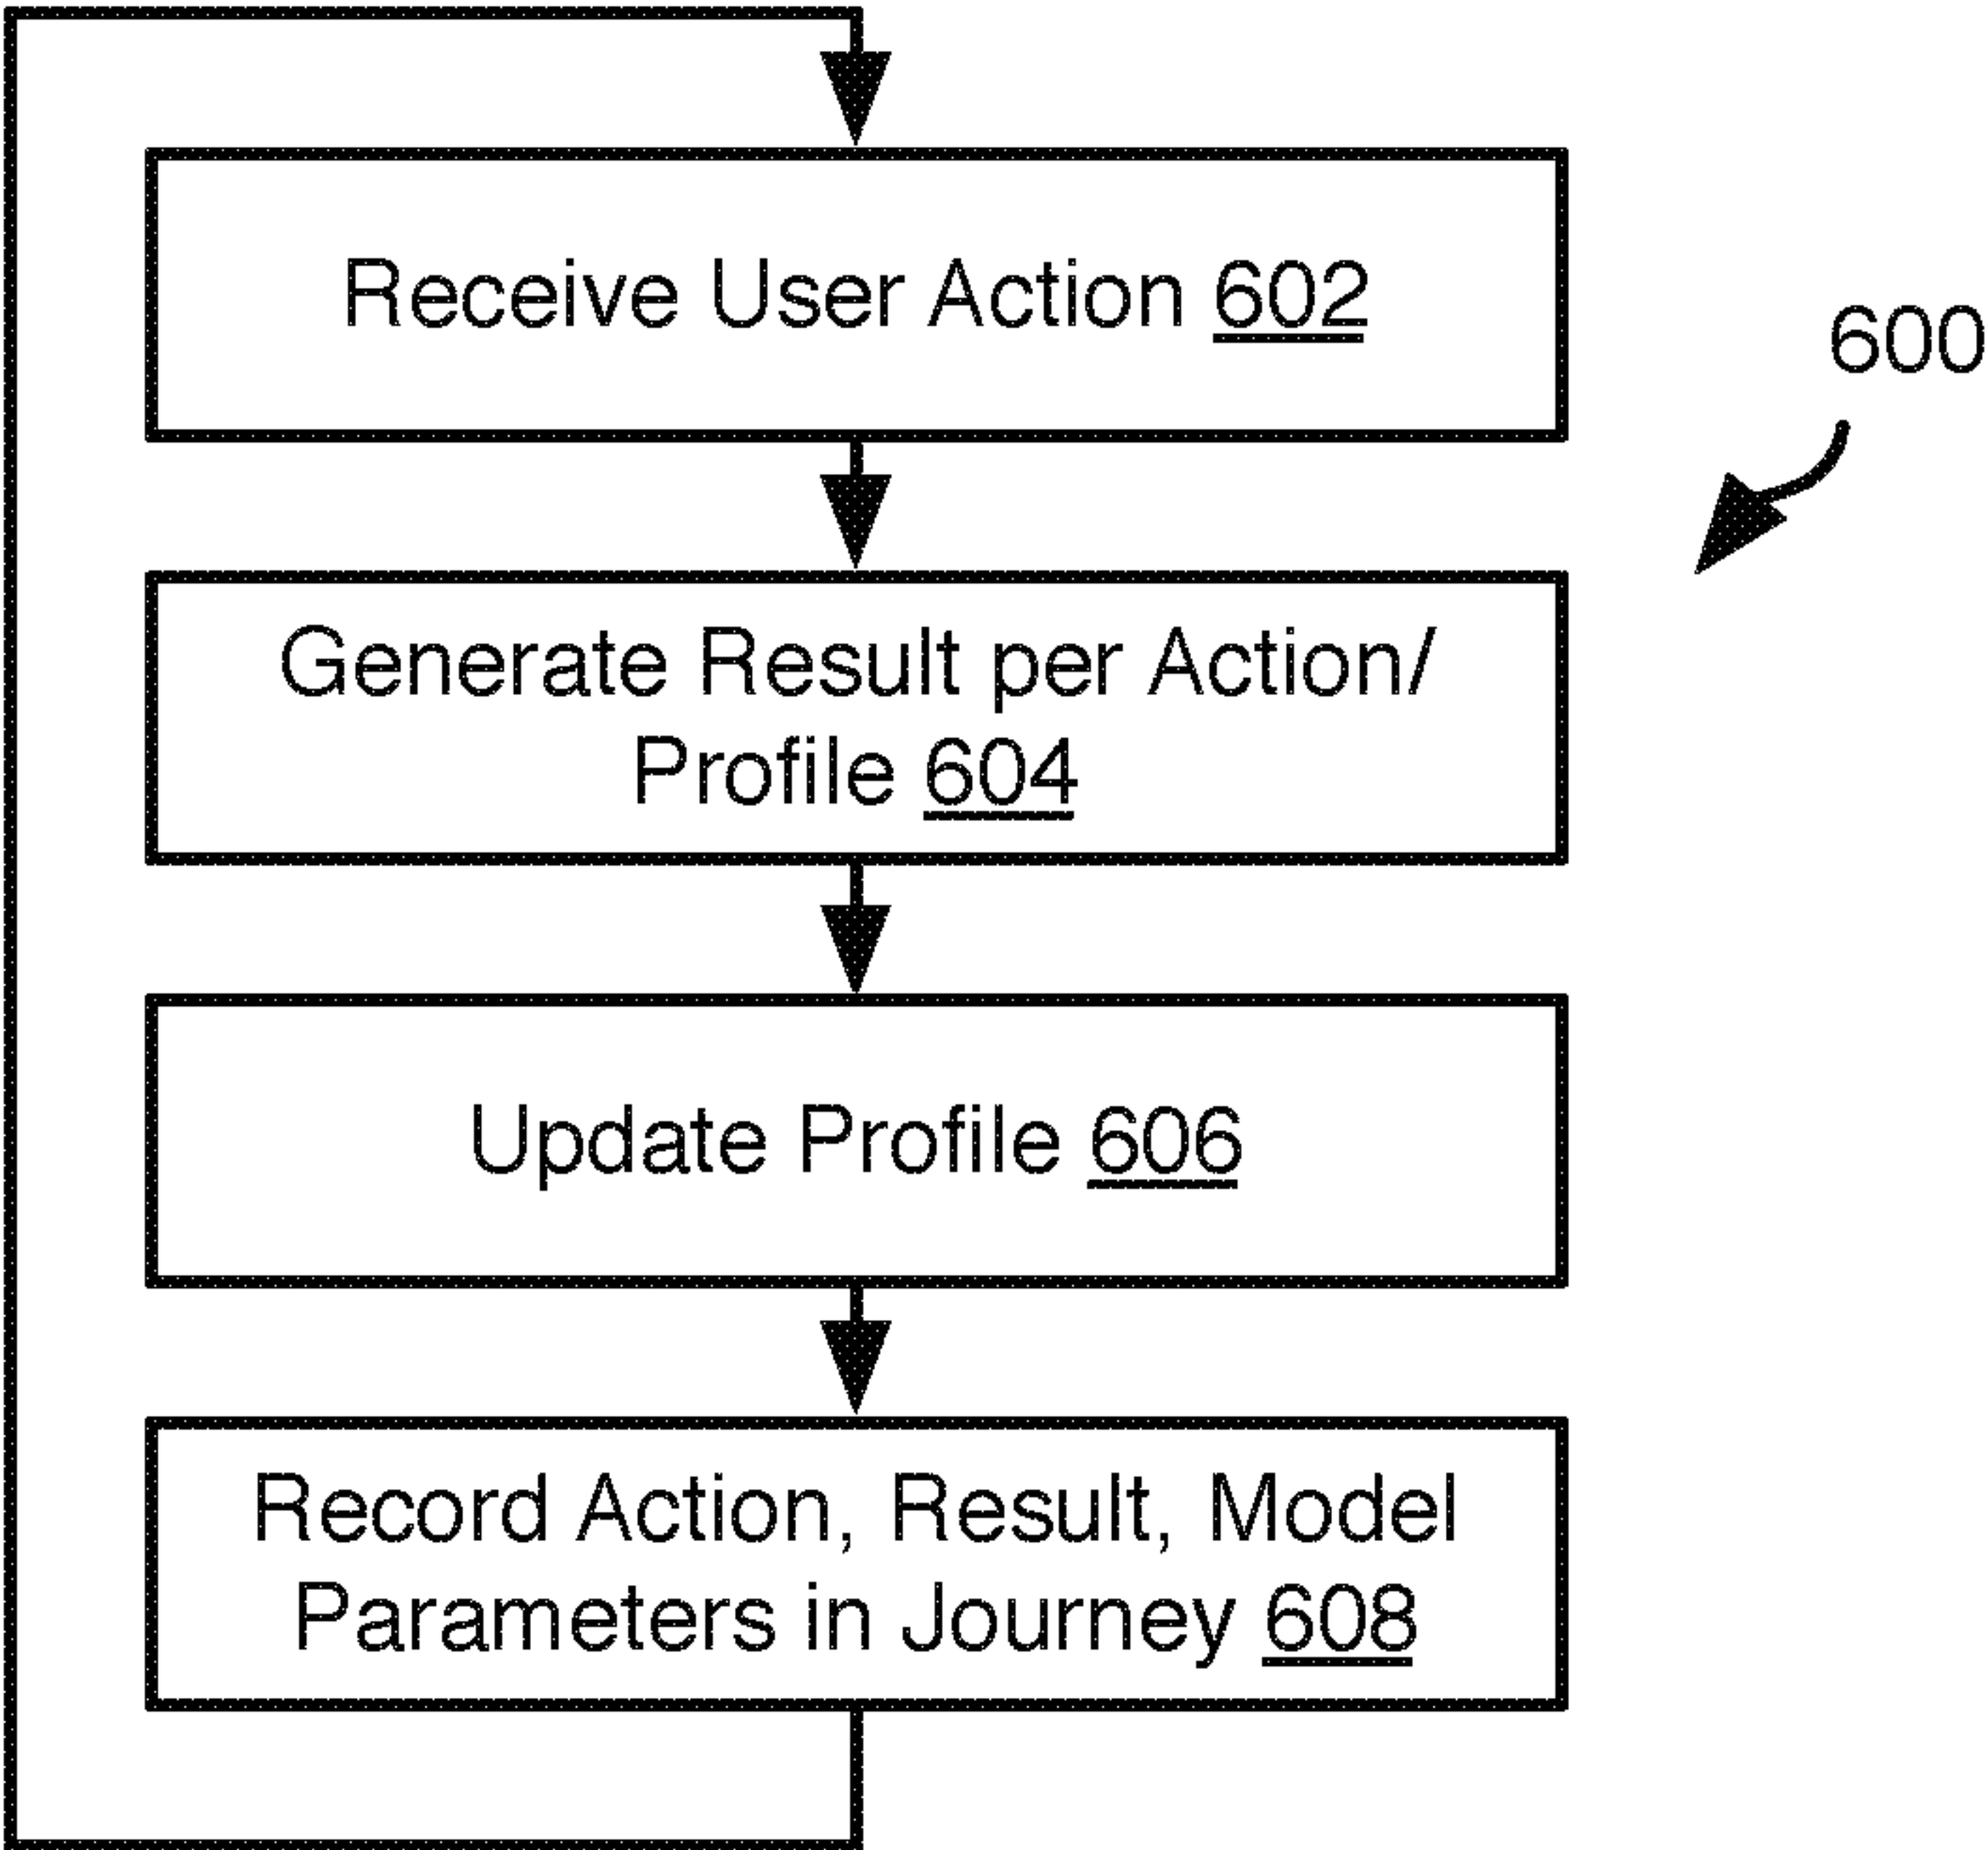 Receive User Action 602
600
Generate Result per Action/
Profile 604
Update Profile 606
Record Action, Result, Model
Parameters in Journey 608